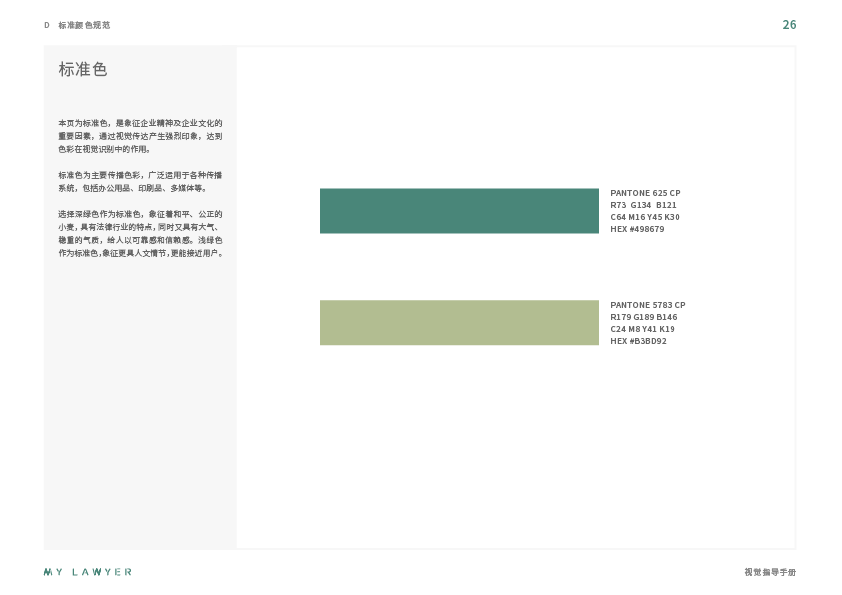 D 标准颜色规范
26
标准色
本页为标准色，是象征企业精神及企业文化的
重要因素，通过视觉传达产生强烈印象，达到
色彩在视觉识别中的作用。
标准色为主要传播色彩，广泛运用于各种传播
系统，包括办公用品、印刷品、多媒体等。
选择深绿色作为标准色，象征着和平、公正的
小麦，具有法律行业的特点，同时又具有大气、
稳重的气质，给人以可靠感和信赖感。浅绿色
作为标准色，象征更具人文情节，更能接近用户。
PANTONE 625 CP
R73 G134 B121
C64 M16 Y45 K30
HEX #498679
PANTONE 5783 CP
R179 G189 B146
C24 M8 Y41 K19
HEX #B3BD92
MY LAWYER
视觉指导手册